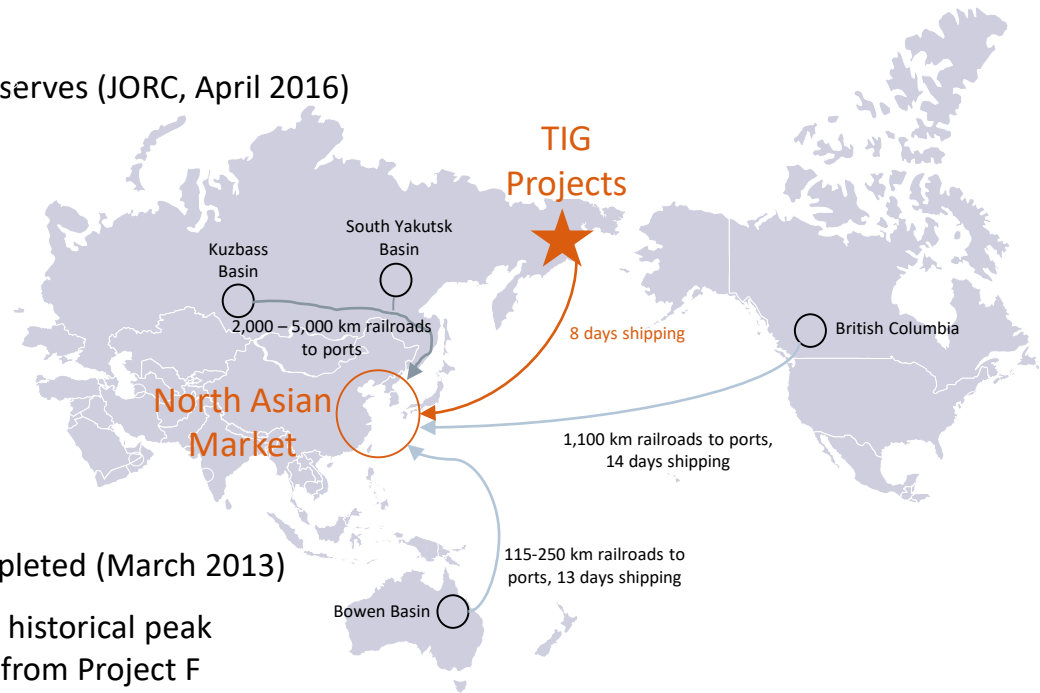 serves (JORC, April 2016)
TIG
Projects
South Yakutsk
Basin
Kuzbass
Basin
2,000 – 5,000 km railroads
to ports
8 days shipping
British Columbia
North Asian
Market
1,100 km railroads to ports,
14 days shipping
115-250 km railroads to
ports, 13 days shipping
pleted (March 2013)
Bowen Basin
historical peak
from Project F